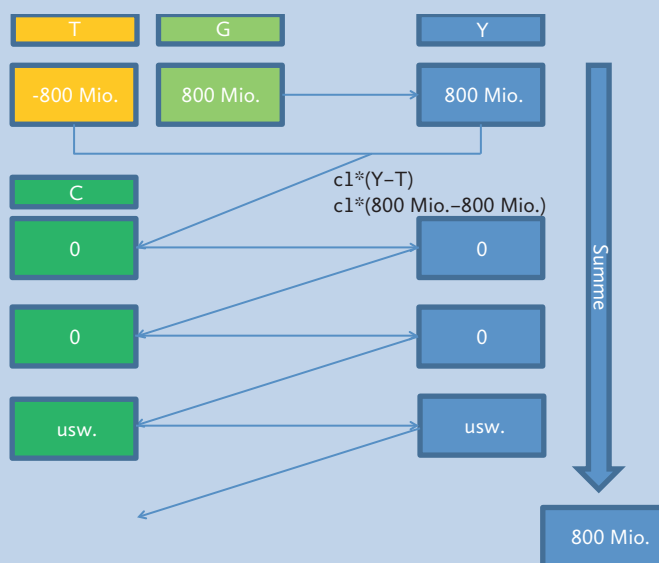 T
G
Y
-800 Mio.
800 Mio.
800 Mio.
c1*(Y–T)
c1*(800 Mio.–800 Mio.)
C
0
0
0
0
usw.
usw.
Summe
800 Mio.